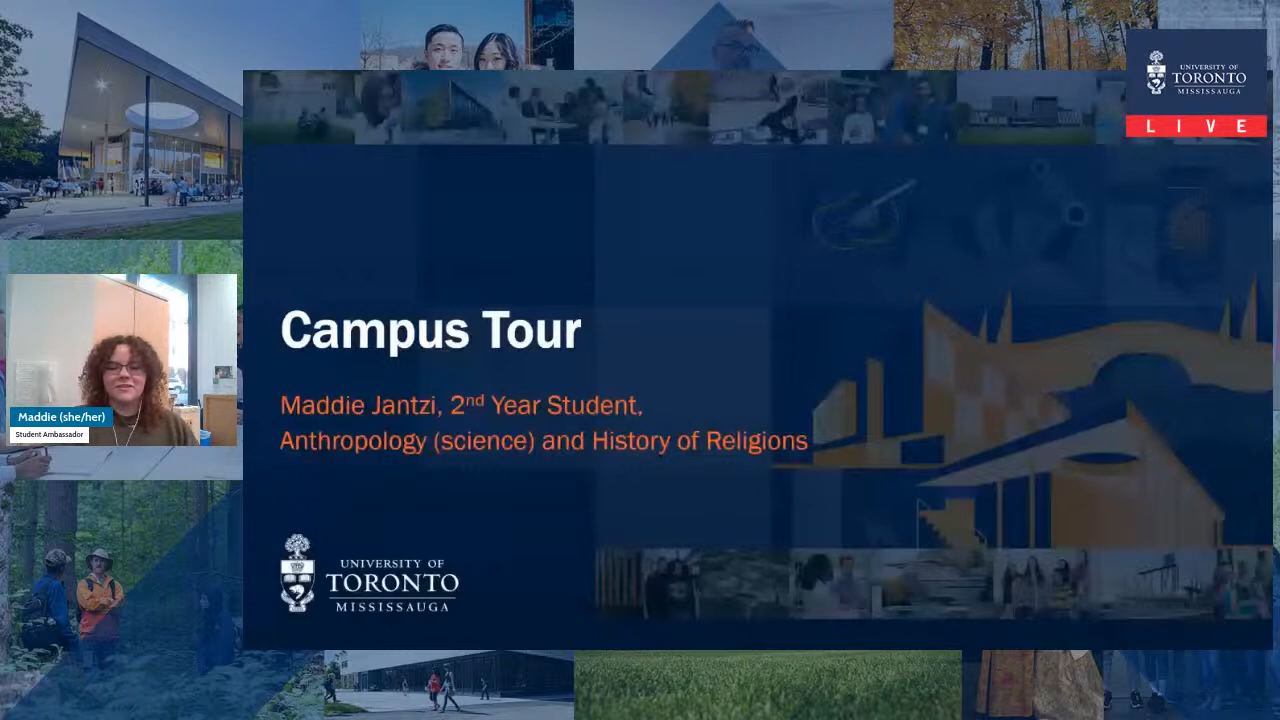 UNIVERSITY OF
TORONTO
MISSISSAUGA
LIVE
Campus Tour
Maddie Jantzi, 2nd Year Student,
Anthropology (science) and History of Religions
Maddie (she/her)
Student Ambassador
UNIVERSITY OF
TORONTO
MISSISSAUGA